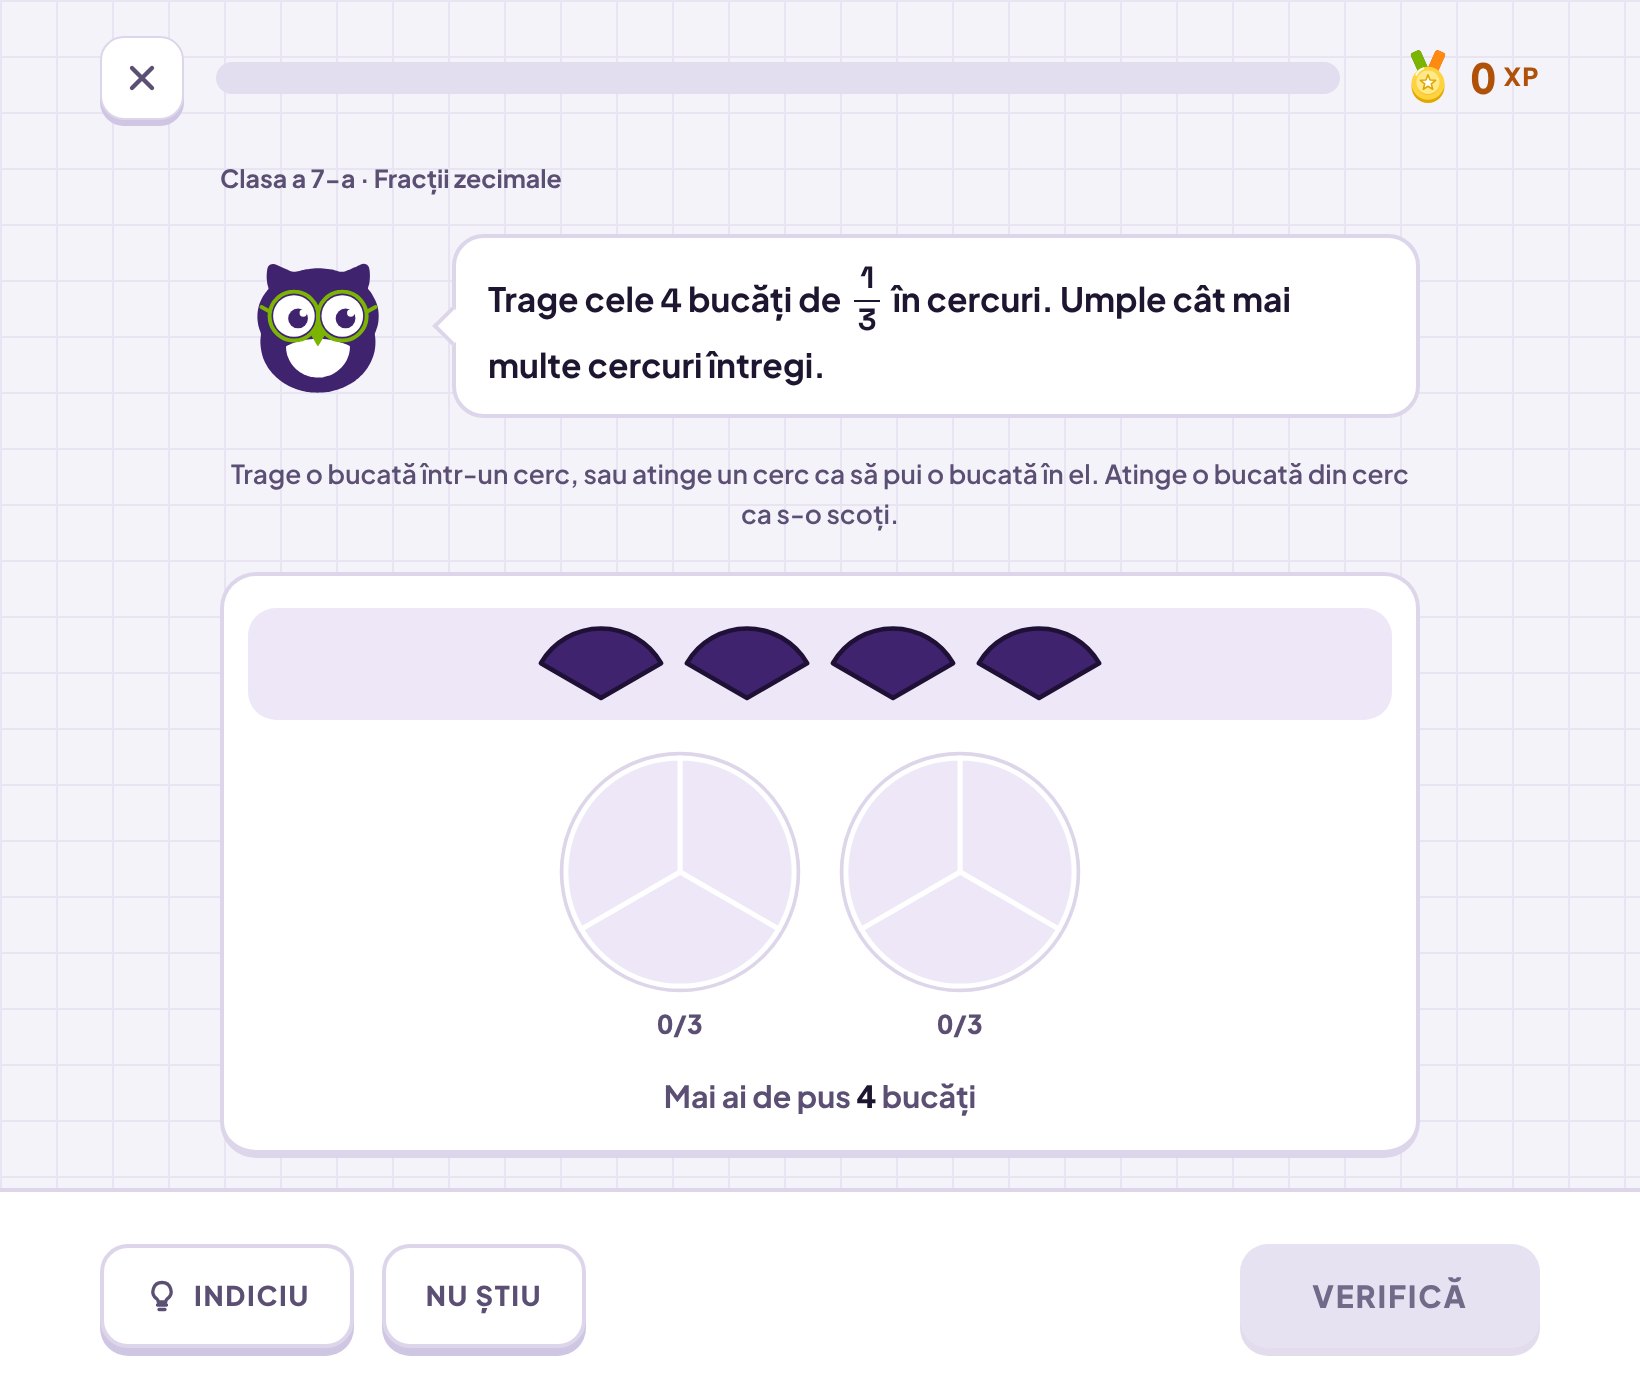 0 XP
Clasa a 7-a · Fracții zecimale
Trage cele 4 bucăți de 1/3 în cercuri. Umple cât mai
multe cercuri întregi.
Trage o bucată într-un cerc, sau atinge un cerc ca să pui o bucată în el. Atinge o bucată din cerc
ca s-o scoți.
0/3 0/3
Mai ai de pus 4 bucăți
INDICIU NU ȘTIU VERIFICĂ